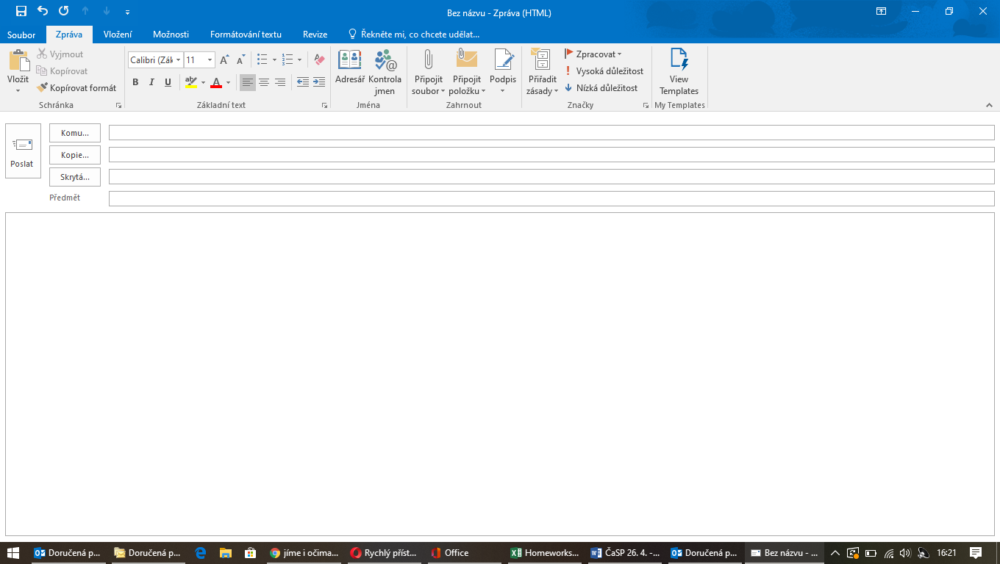 Bez názvu - Zpráva (HTML)
Soubor Zpráva Vložení Možnosti Formátování textu Revize Řekněte mi, co chcete udělat...
Vložit
Vyjmout
Kopírovat
Kopírovat formát
Schránka
Calibri (Zák 11
B I U
Základní text
Adresář
Kontrola jmen
Jména
Připojit soubor
Připojit položku
Podpis
Zahrnout
Přiřadit zásady
Zpracovat
Vysoká důležitost
Nízká důležitost
Značky
View Templates
My Templates
Poslat
Komu...
Kopie...
Skrytá...
Předmět
Doručená p... Doručená p... jíme i očima... Rychlý příst... Office Homeworks... ČaSP 26. 4. -... Doručená p... Bez názvu - ... 16:21